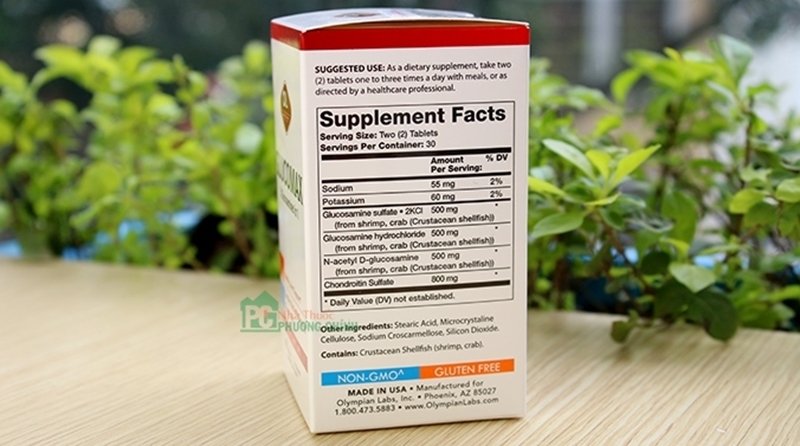 SUGGESTED USE: As a dietary supplement, take two
(2) tablets one to three times a day with meals, or as
directed by a healthcare professional.
Supplement Facts
Serving Size: Two (2) Tablets
Servings Per Container: 30
Amount Per Serving: % DV
Sodium 55 mg 2%
Potassium 60 mg 2%
Glucosamine sulfate • 2KCl 500 mg *
(from shrimp, crab (Crustacean shellfish))
Glucosamine hydrochloride 500 mg *
(from shrimp, crab (Crustacean shellfish))
N-acetyl D-glucosamine 500 mg *
(from shrimp, crab (Crustacean shellfish))
Chondroitin Sulfate 800 mg *
* Daily Value (DV) not established.
PG Nhà Thuốc
PHƯƠNG CHÍNH
Other Ingredients: Stearic Acid, Microcrystaline
Cellulose, Sodium Croscarmellose, Silicon Dioxide.
Contains: Crustacean Shellfish (shrimp, crab).
NON-GMO^ GLUTEN FREE
MADE IN USA • Manufactured for
Olympian Labs, Inc. • Phoenix, AZ 85027
1.800.473.5883 • www.OlympianLabs.com